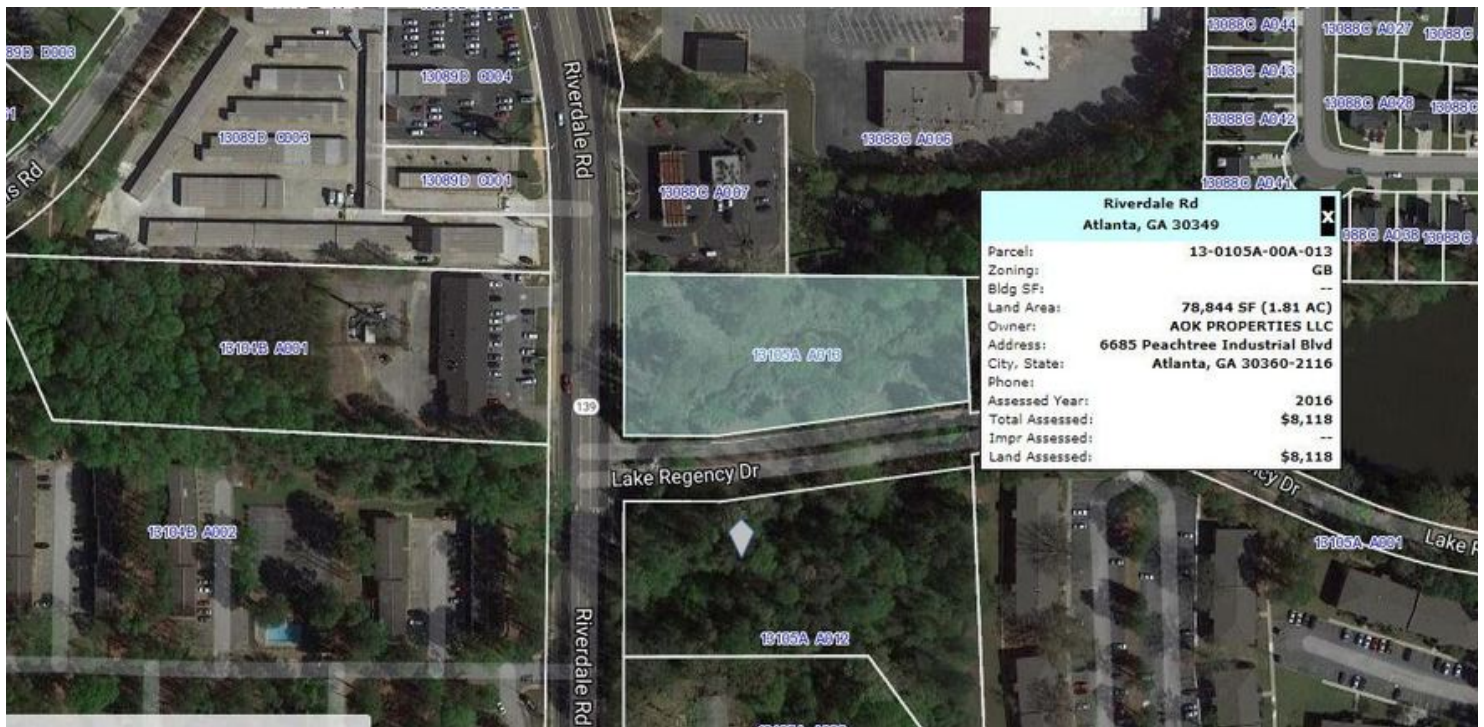 89D D003
13089D C004
13088C A044
13088C A027
13088C A043
13088C A028
13088C A042
13089D C003
13088C A006
13089D C001
13088C A007
13088C A041
Riverdale Rd
Riverdale Rd
Atlanta, GA 30349
x
Parcel: 13-0105A-00A-013
Zoning: GB
Bldg SF: --
Land Area: 78,844 SF (1.81 AC)
Owner: AOK PROPERTIES LLC
Address: 6685 Peachtree Industrial Blvd
City, State: Atlanta, GA 30360-2116
Phone:
Assessed Year: 2016
Total Assessed: $8,118
Impr Assessed: --
Land Assessed: $8,118
088C A038
13104B A001
13105A A013
139
Lake Regency Dr
13104B A002
13105A A001
13105A A012
Riverdale Rd